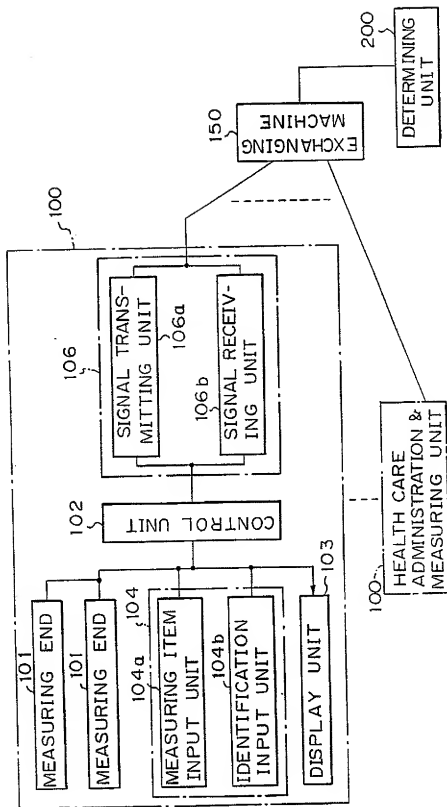 100
101
MEASURING END
101
MEASURING END
104
104a
MEASURING ITEM
INPUT UNIT
104b
IDENTIFICATION
INPUT UNIT
103
DISPLAY UNIT
102
CONTROL UNIT
106
SIGNAL TRANS-
MITTING UNIT
106a
106b
SIGNAL RECEIV-
ING UNIT
150
EXCHANGING
MACHINE
200
DETERMINING
UNIT
100
HEALTH CARE
ADMINISTRATION &
MEASURING UNIT